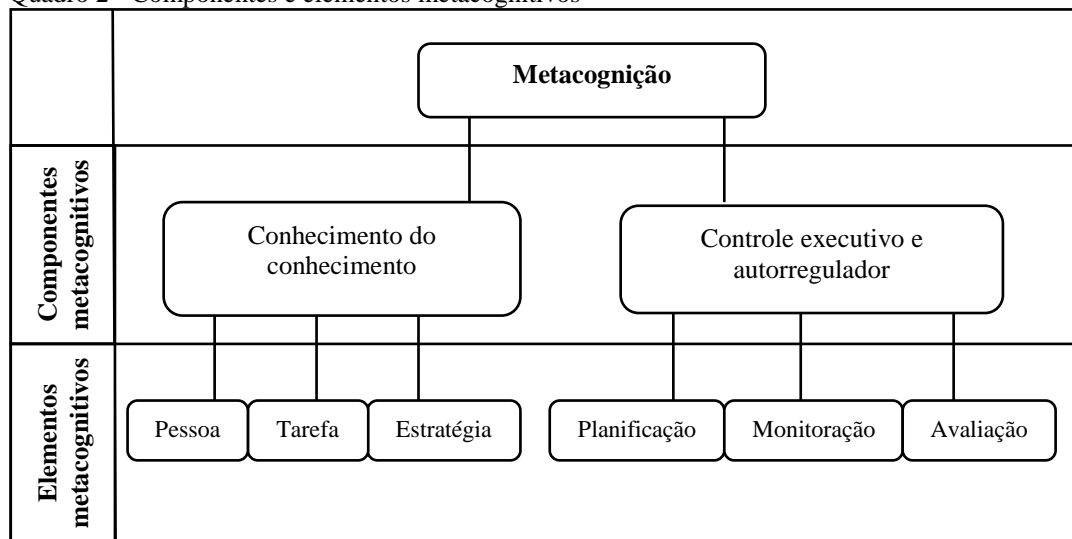 Quadro 2 - Componentes e elementos metacognitivos
Metacognição
Componentes
metacognitivos
Conhecimento do
conhecimento
Controle executivo e
autorregulador
Elementos
metacognitivos
Pessoa
Tarefa
Estratégia
Planificação
Monitoração
Avaliação